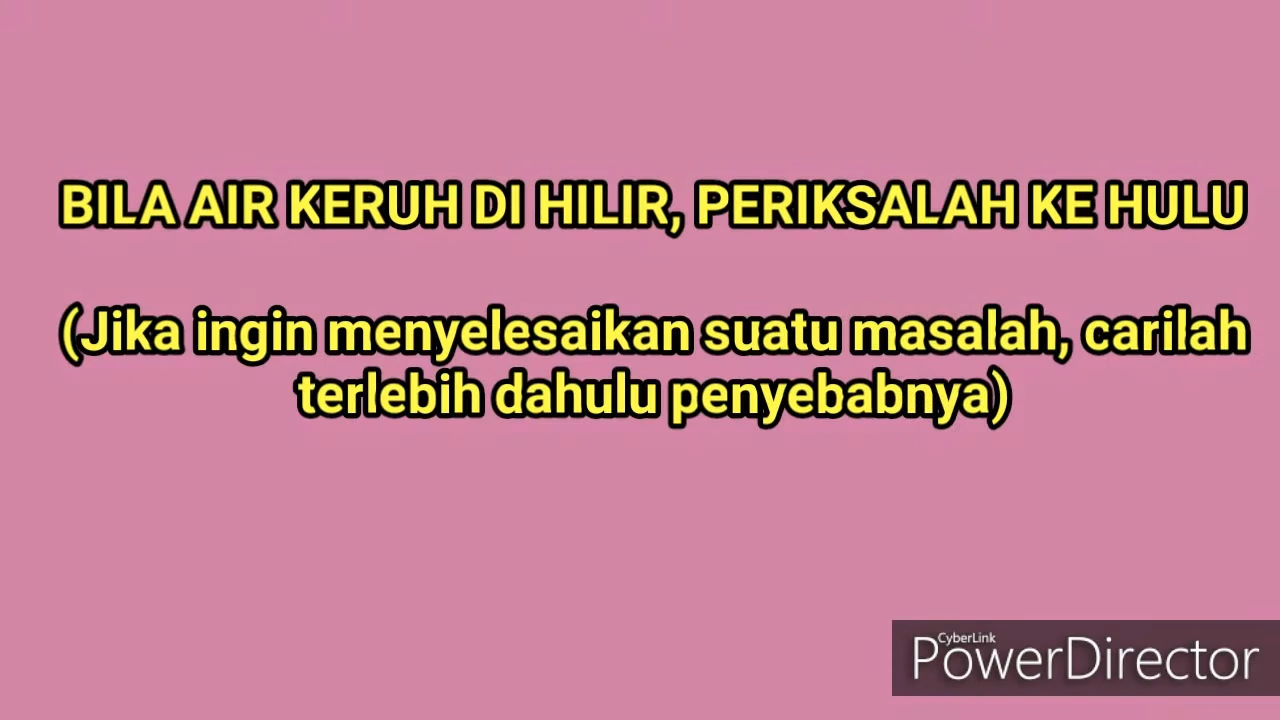 BILA AIR KERUH DI HILIR, PERIKSALAH KE HULU
(Jika ingin menyelesaikan suatu masalah, carilah
terlebih dahulu penyebabnya)
CyberLink
PowerDirector